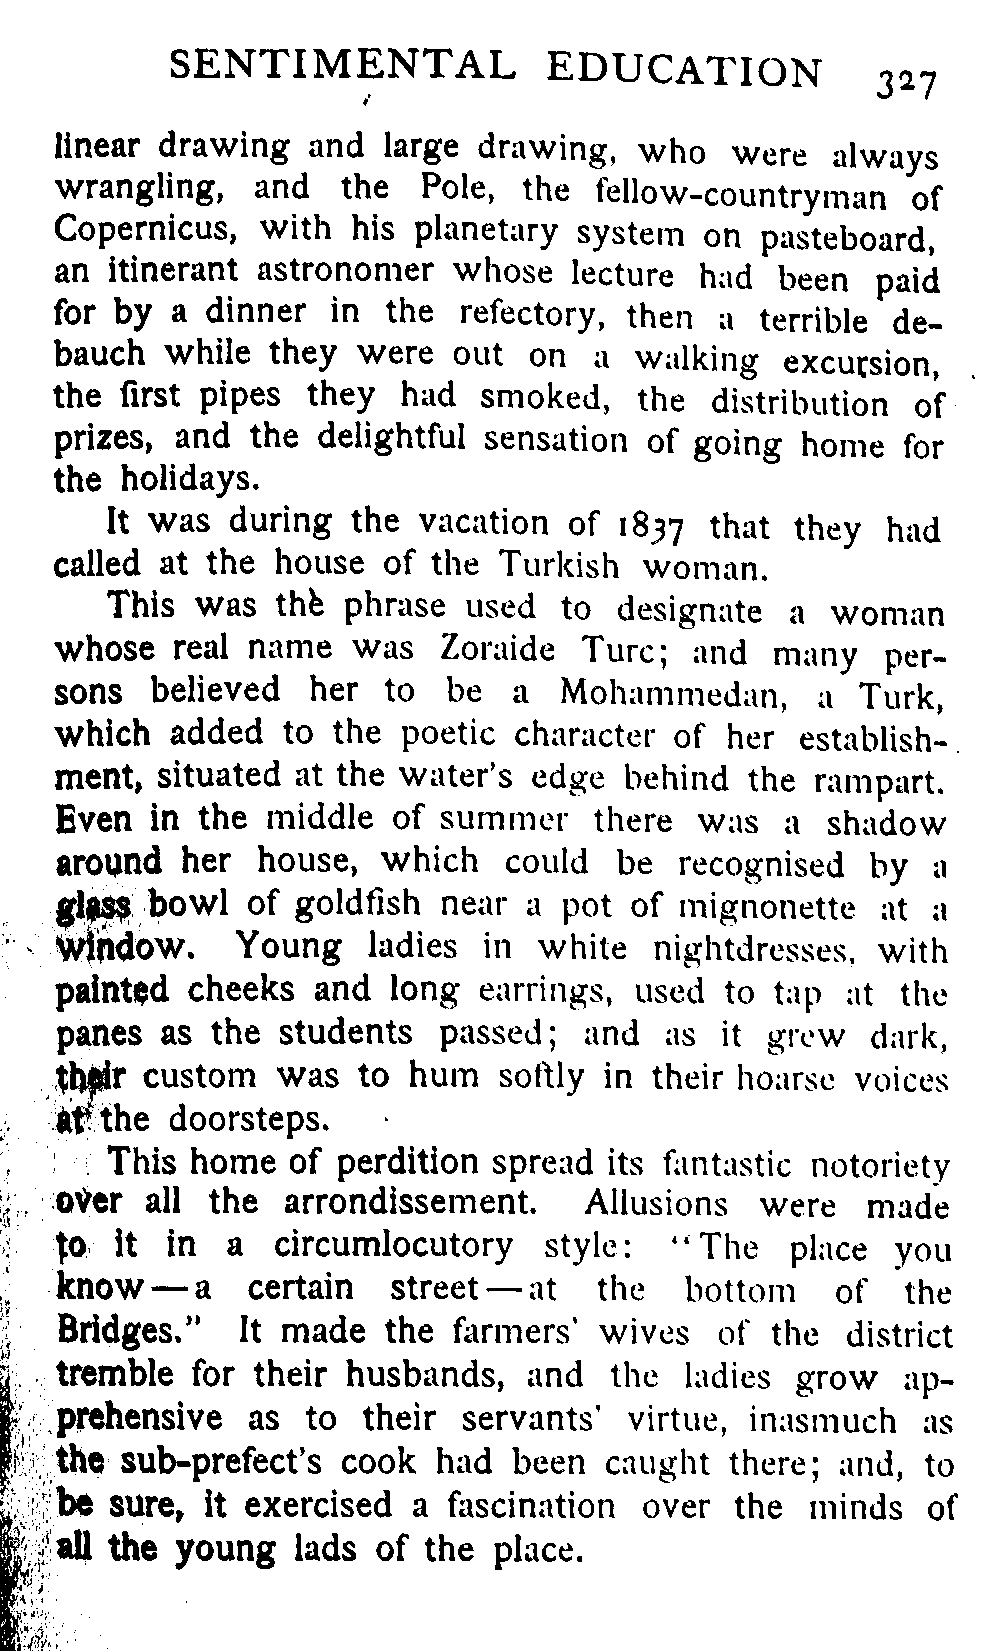 SENTIMENTAL EDUCATION 327
linear drawing and large drawing, who were always
wrangling, and the Pole, the fellow-countryman of
Copernicus, with his planetary system on pasteboard,
an itinerant astronomer whose lecture had been paid
for by a dinner in the refectory, then a terrible de-
bauch while they were out on a walking excursion,
the first pipes they had smoked, the distribution of
prizes, and the delightful sensation of going home for
the holidays.
It was during the vacation of 1837 that they had
called at the house of the Turkish woman.
This was the phrase used to designate a woman
whose real name was Zoraide Turc; and many per-
sons believed her to be a Mohammedan, a Turk,
which added to the poetic character of her establish-
ment, situated at the water's edge behind the rampart.
Even in the middle of summer there was a shadow
around her house, which could be recognised by a
glass bowl of goldfish near a pot of mignonette at a
window. Young ladies in white nightdresses, with
painted cheeks and long earrings, used to tap at the
panes as the students passed; and as it grew dark,
their custom was to hum softly in their hoarse voices
at the doorsteps.
This home of perdition spread its fantastic notoriety
over all the arrondissement. Allusions were made
to it in a circumlocutory style: "The place you
know—a certain street—at the bottom of the
Bridges." It made the farmers' wives of the district
tremble for their husbands, and the ladies grow ap-
prehensive as to their servants' virtue, inasmuch as
the sub-prefect's cook had been caught there; and, to
be sure, it exercised a fascination over the minds of
all the young lads of the place.